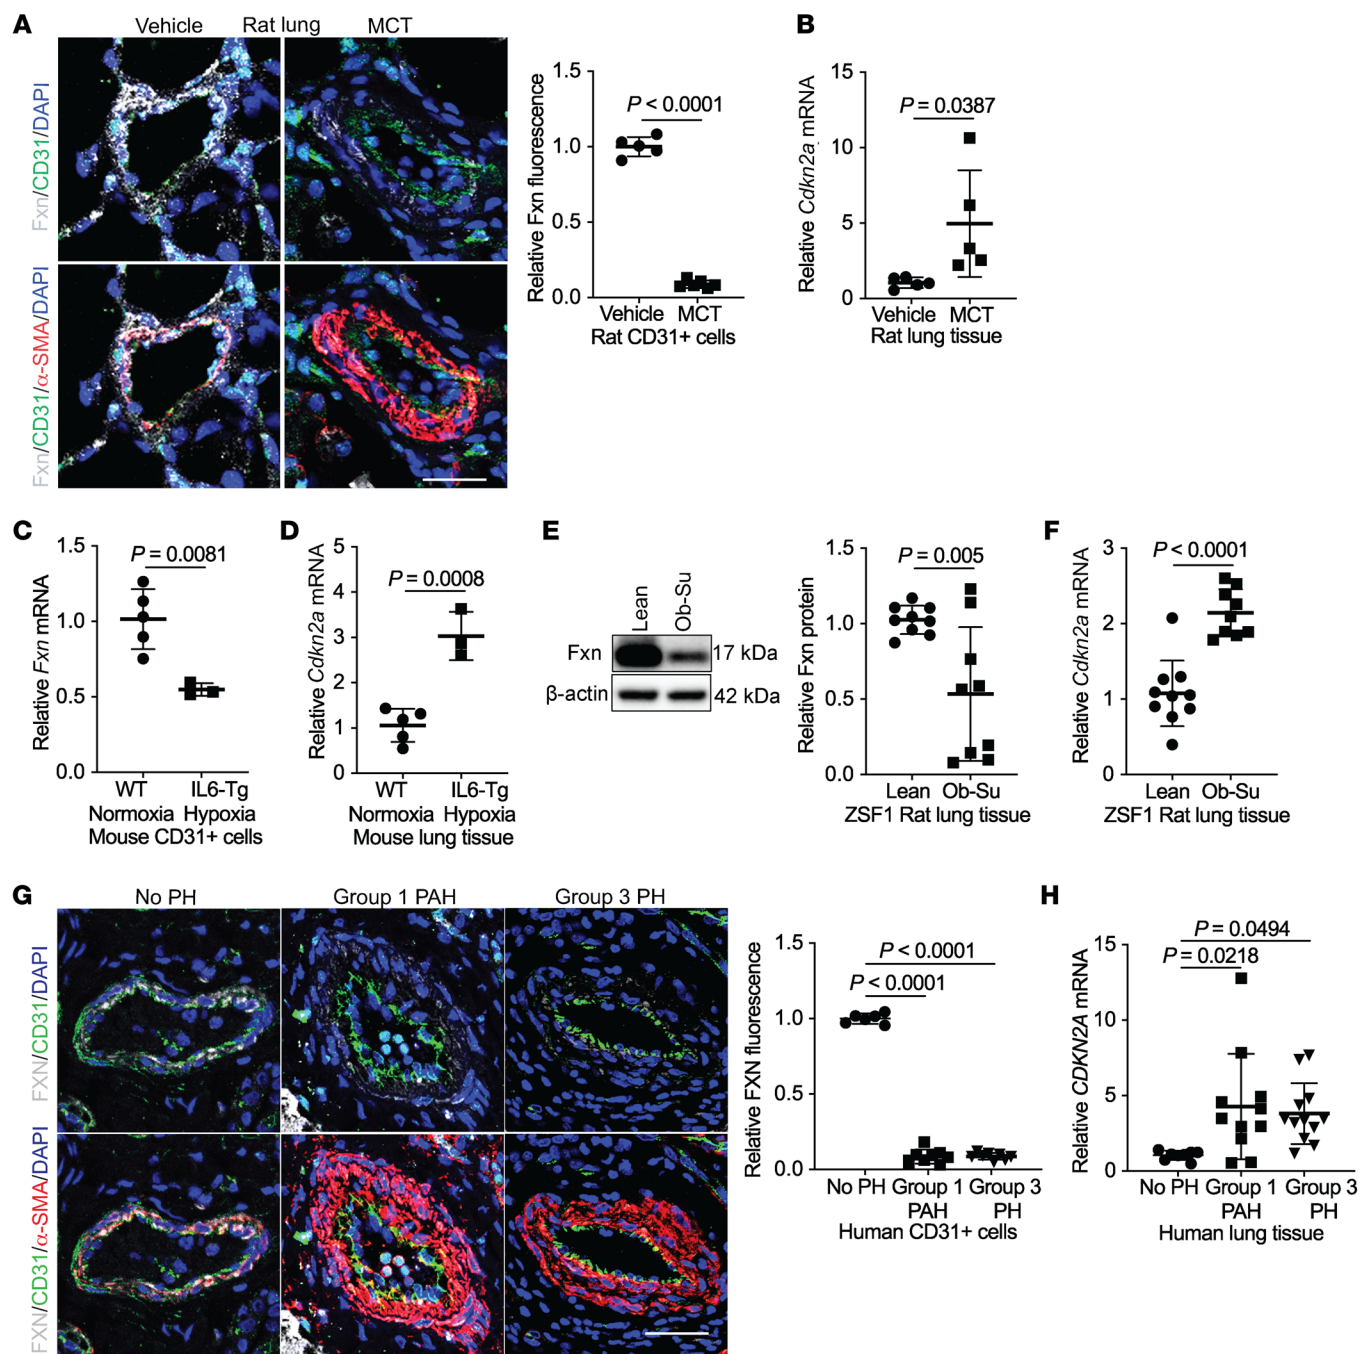 A
Vehicle Rat lung MCT
Fxn/CD31/DAPI
Fxn/CD31/α-SMA/DAPI
Relative Fxn fluorescence
1.5
1.0
0.5
0.0
P < 0.0001
Vehicle MCT
Rat CD31+ cells
B
Relative Cdkn2a mRNA
15
10
5
0
P = 0.0387
Vehicle MCT
Rat lung tissue
C
Relative Fxn mRNA
1.5
1.0
0.5
0.0
P = 0.0081
WT IL6-Tg
Normoxia Hypoxia
Mouse CD31+ cells
D
Relative Cdkn2a mRNA
5
4
3
2
1
0
P = 0.0008
WT IL6-Tg
Normoxia Hypoxia
Mouse lung tissue
E
Lean Ob-Su
Fxn 17 kDa
β-actin 42 kDa
Relative Fxn protein
1.5
1.0
0.5
0.0
P = 0.005
Lean Ob-Su
ZSF1 Rat lung tissue
F
Relative Cdkn2a mRNA
3
2
1
0
P < 0.0001
Lean Ob-Su
ZSF1 Rat lung tissue
G
No PH Group 1 PAH Group 3 PH
FXN/CD31/DAPI
FXN/CD31/α-SMA/DAPI
Relative FXN fluorescence
1.5
1.0
0.5
0.0
P < 0.0001
P < 0.0001
No PH Group 1 Group 3
PAH PH
Human CD31+ cells
H
Relative CDKN2A mRNA
15
10
5
0
P = 0.0494
P = 0.0218
No PH Group 1 Group 3
PAH PH
Human lung tissue